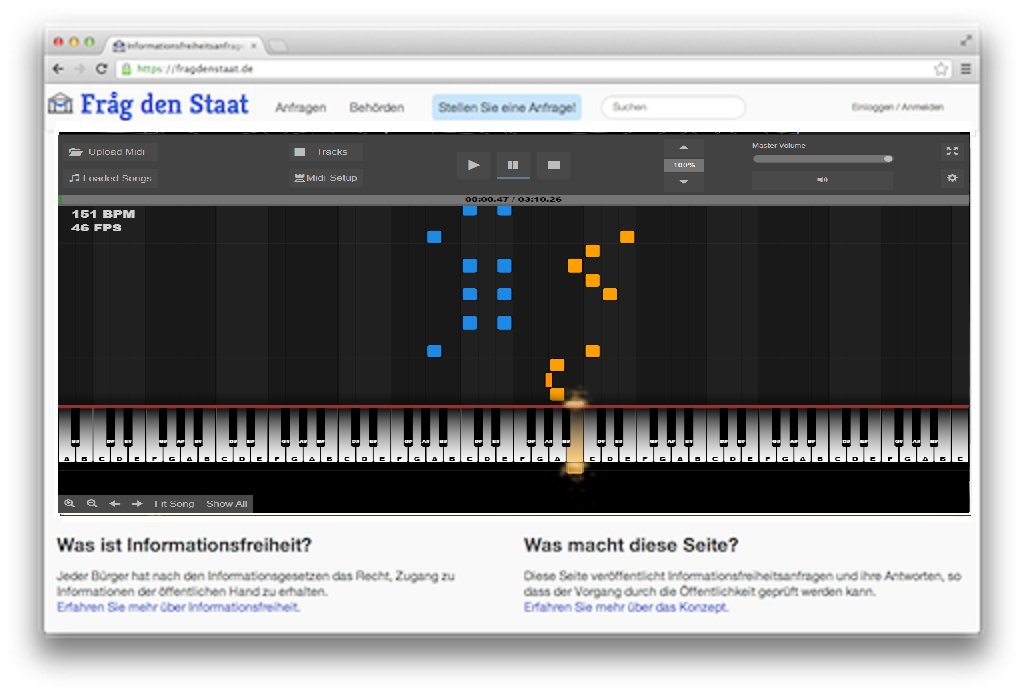 Informationsfreiheitsanfrage
https://fragdenstaat.de
Fråg den Staat Anfragen Behörden Stellen Sie eine Anfrage! Suchen Einloggen / Anmelden
Upload Midi Tracks 100% Master Volume
Loaded Songs Midi Setup
00:00.47 / 03:10.26
151 BPM
46 FPS
A B C D E F G A B C D E F G A B C D E F G A B C D E F G A C D E F G A B C D E F G A B C D E F G A B C
Fit Song Show All
Was ist Informationsfreiheit?
Jeder Bürger hat nach den Informationsgesetzen das Recht, Zugang zu
Informationen der öffentlichen Hand zu erhalten.
Erfahren Sie mehr über Informationsfreiheit.
Was macht diese Seite?
Diese Seite veröffentlicht Informationsfreiheitsanfragen und ihre Antworten, so
dass der Vorgang durch die Öffentlichkeit geprüft werden kann.
Erfahren Sie mehr über das Konzept.